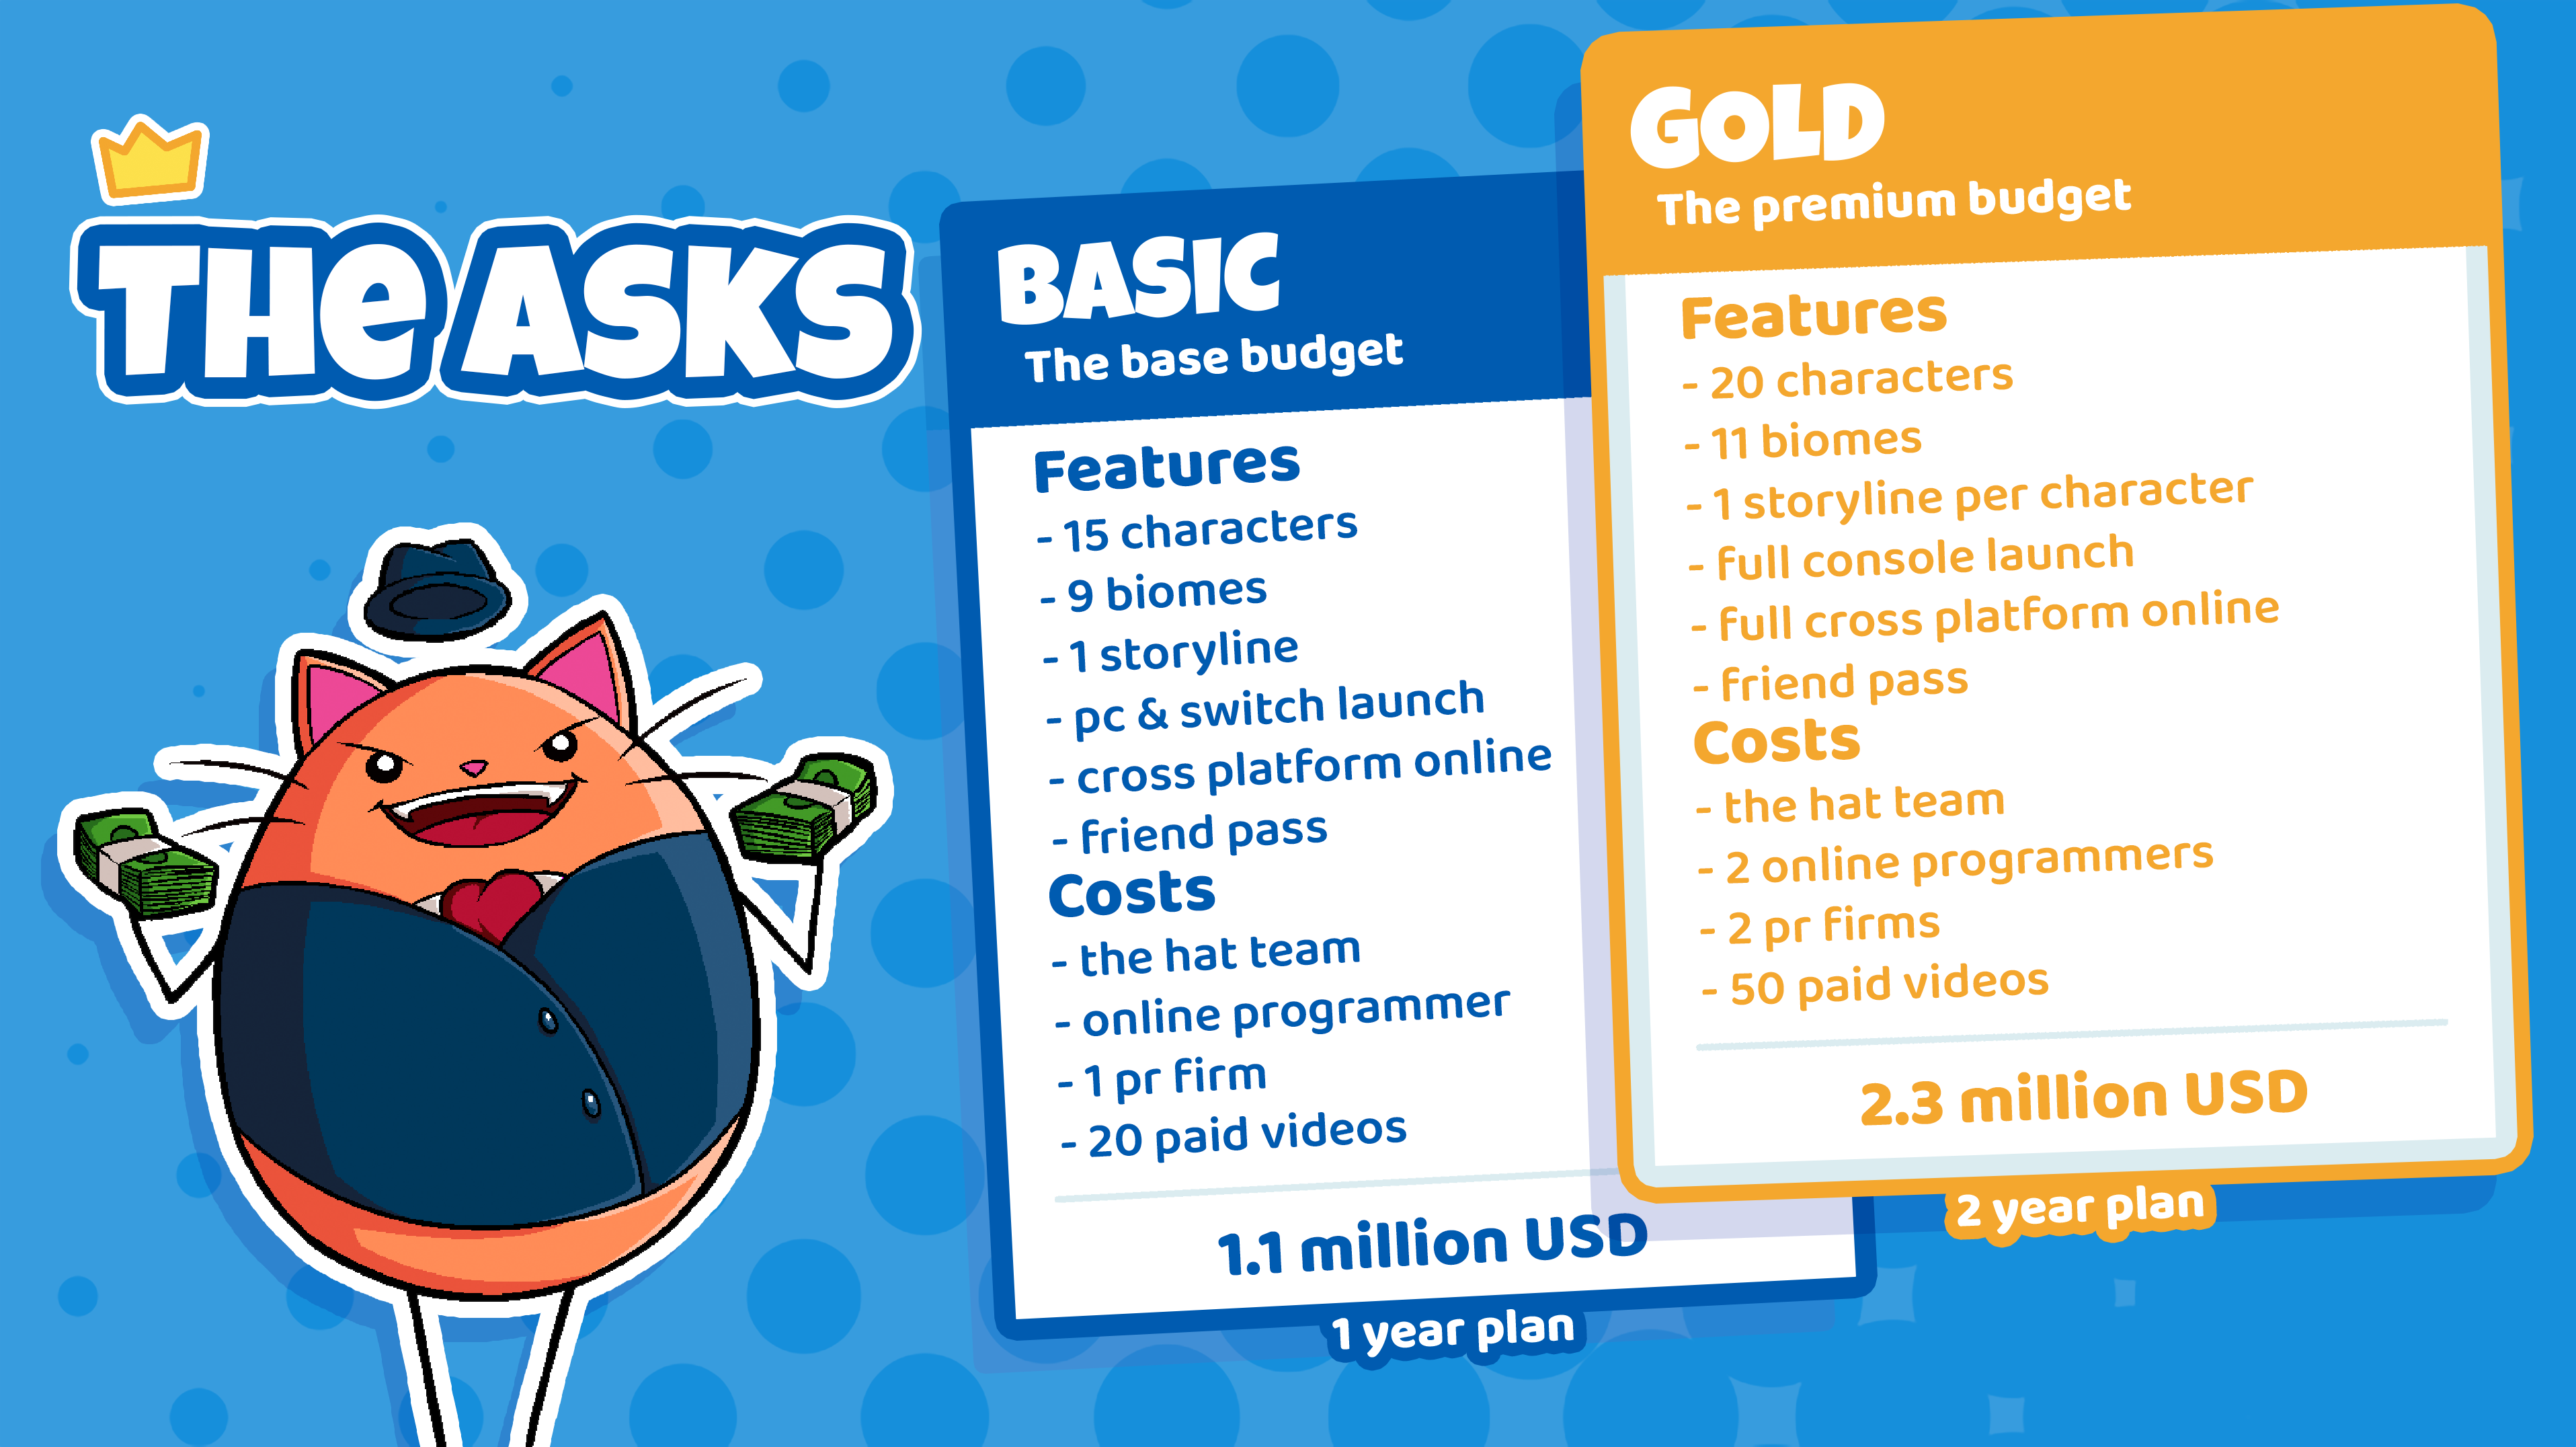 THe ASKS
BASIC
The base budget
Features
- 15 characters
- 9 biomes
- 1 storyline
- pc & switch launch
- cross platform online
- friend pass
Costs
- the hat team
- online programmer
- 1 pr firm
- 20 paid videos
1.1 million USD
1 year plan
GOLD
The premium budget
Features
- 20 characters
- 11 biomes
- 1 storyline per character
- full console launch
- full cross platform online
- friend pass
Costs
- the hat team
- 2 online programmers
- 2 pr firms
- 50 paid videos
2.3 million USD
2 year plan